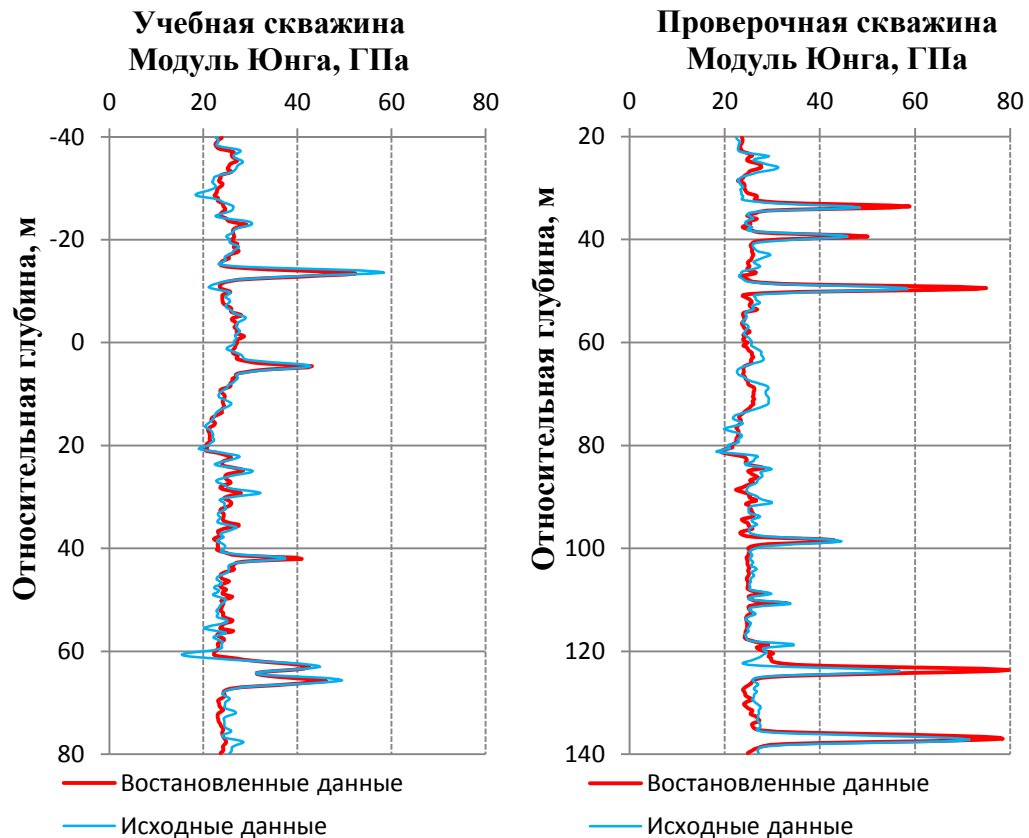 Учебная скважина
Модуль Юнга, ГПа
0 20 40 60 80
-40
-20
0
20
40
60
80
Относительная глубина, м
Востановленные данные
Исходные данные
Проверочная скважина
Модуль Юнга, ГПа
0 20 40 60 80
20
40
60
80
100
120
140
Относительная глубина, м
Востановленные данные
Исходные данные